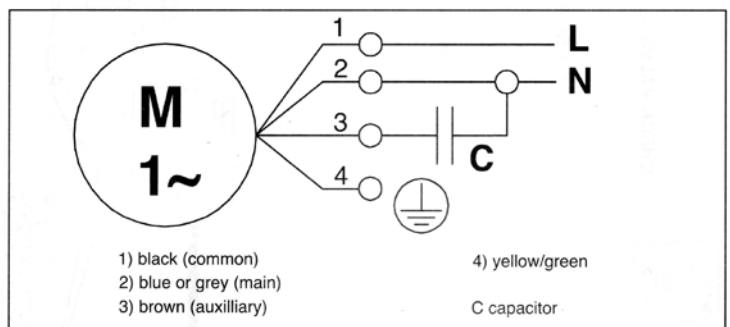 1 L
2 N
M
3
1~ C
4
1) black (common)
2) blue or grey (main)
3) brown (auxilliary)
4) yellow/green
C capacitor